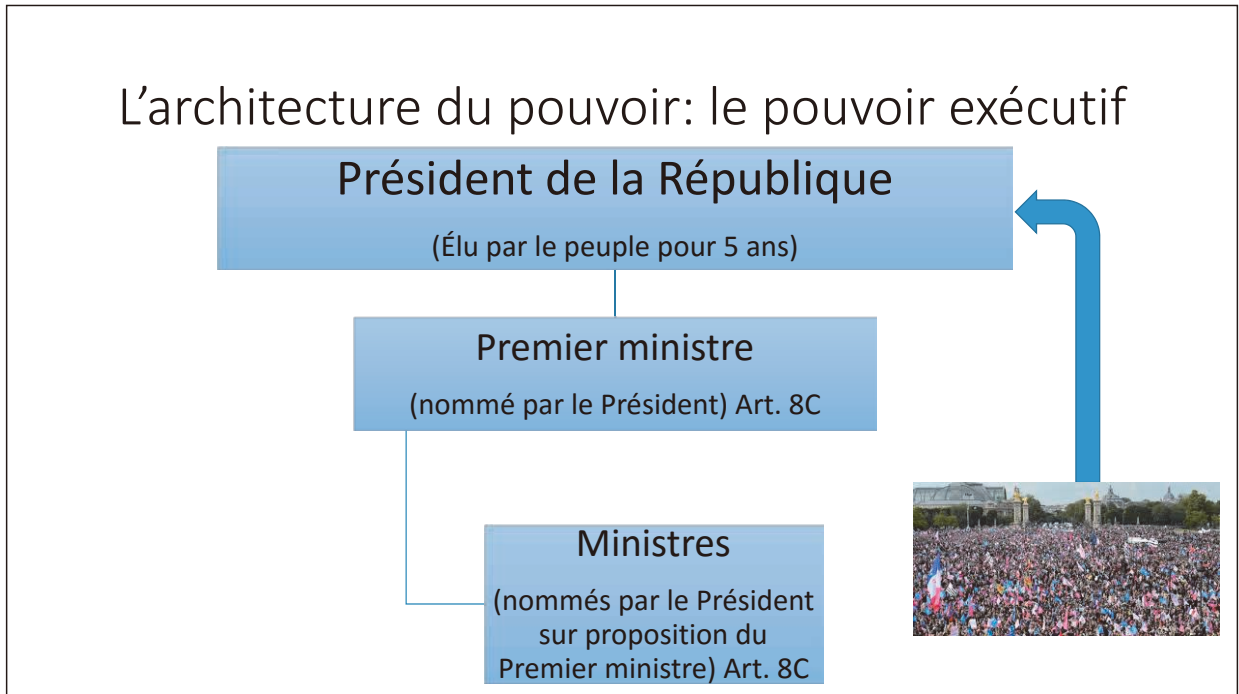 L’architecture du pouvoir: le pouvoir exécutif
Président de la République
(Élu par le peuple pour 5 ans)
Premier ministre
(nommé par le Président) Art. 8C
Ministres
(nommés par le Président
sur proposition du
Premier ministre) Art. 8C